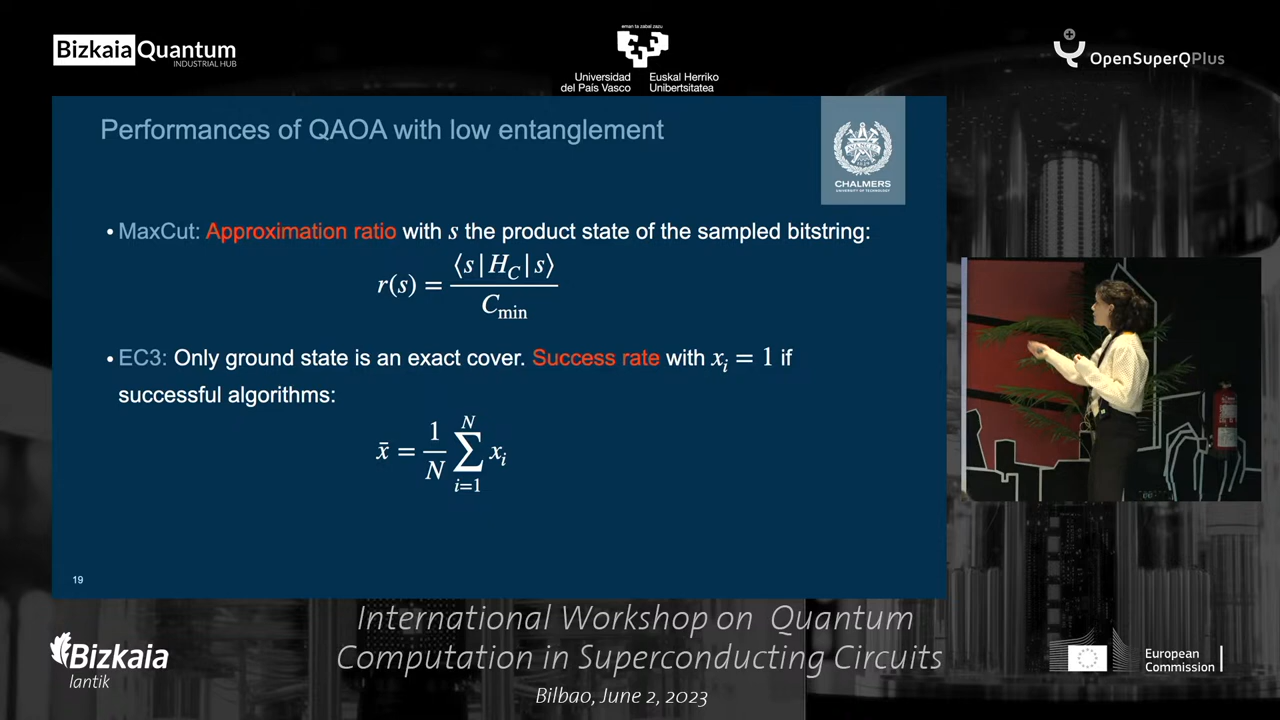 Bizkaia Quantum
INDUSTRIAL HUB
eman ta zabal zazu
Universidad
del País Vasco
Euskal Herriko
Unibertsitatea
OpenSuperQPlus
Performances of QAOA with low entanglement
CHALMERS
UNIVERSITY OF TECHNOLOGY
• MaxCut: Approximation ratio with s the product state of the sampled bitstring:
r(s) = ⟨s|H_C|s⟩ / C_min
• EC3: Only ground state is an exact cover. Success rate with x_i = 1 if
successful algorithms:
x̄ = 1/N ∑_{i=1}^{N} x_i
19
International Workshop on Quantum
Computation in Superconducting Circuits
Bilbao, June 2, 2023
Bizkaia
lantik
European
Commission